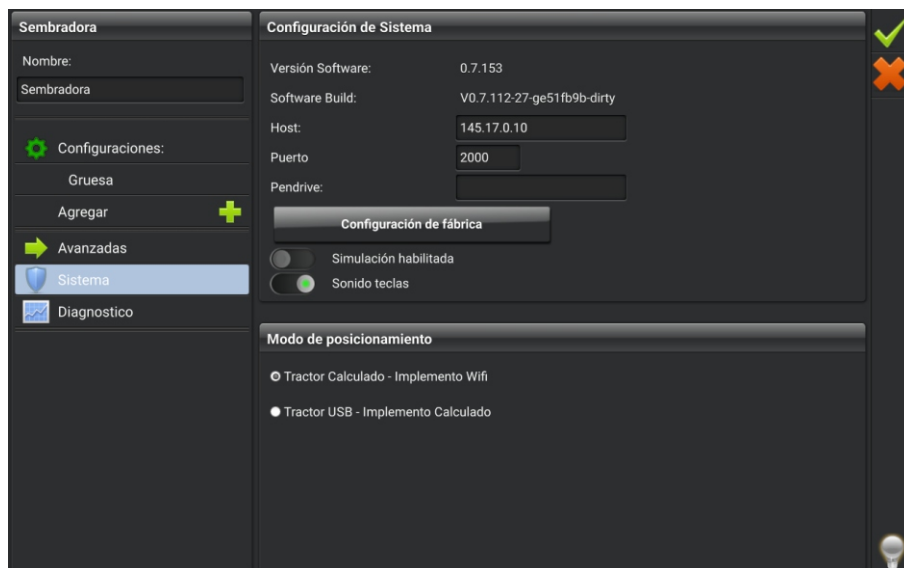 Sembradora
Nombre:
Sembradora
Configuraciones:
Gruesa
Agregar
Avanzadas
Sistema
Diagnostico
Configuración de Sistema
Versión Software: 0.7.153
Software Build: V0.7.112-27-ge51fb9b-dirty
Host: 145.17.0.10
Puerto 2000
Pendrive:
Configuración de fábrica
Simulación habilitada
Sonido teclas
Modo de posicionamiento
Tractor Calculado - Implemento Wifi
Tractor USB - Implemento Calculado